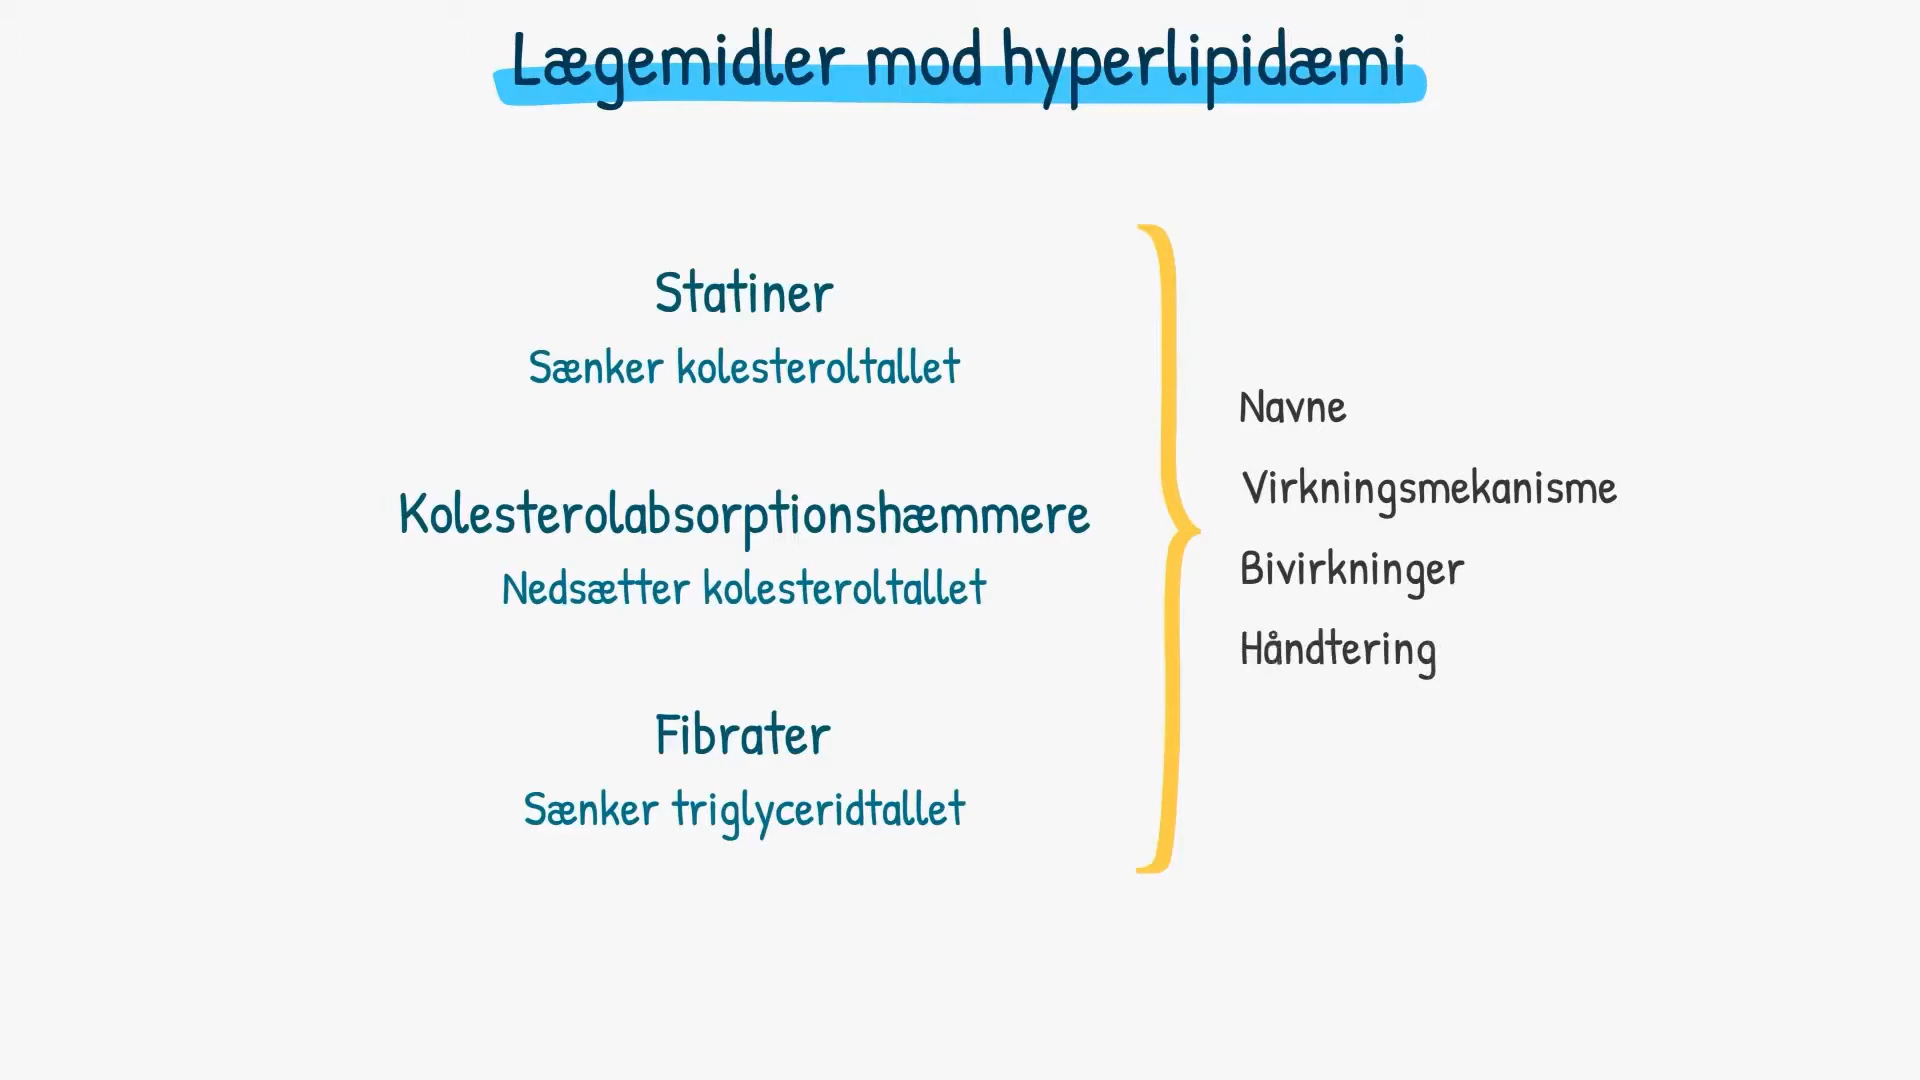 Lægemidler mod hyperlipidæmi
Statiner
Sænker kolesteroltallet
Kolesterolabsorptionshæmmere
Nedsætter kolesteroltallet
Fibrater
Sænker triglyceridtallet
Navne
Virkningsmekanisme
Bivirkninger
Håndtering